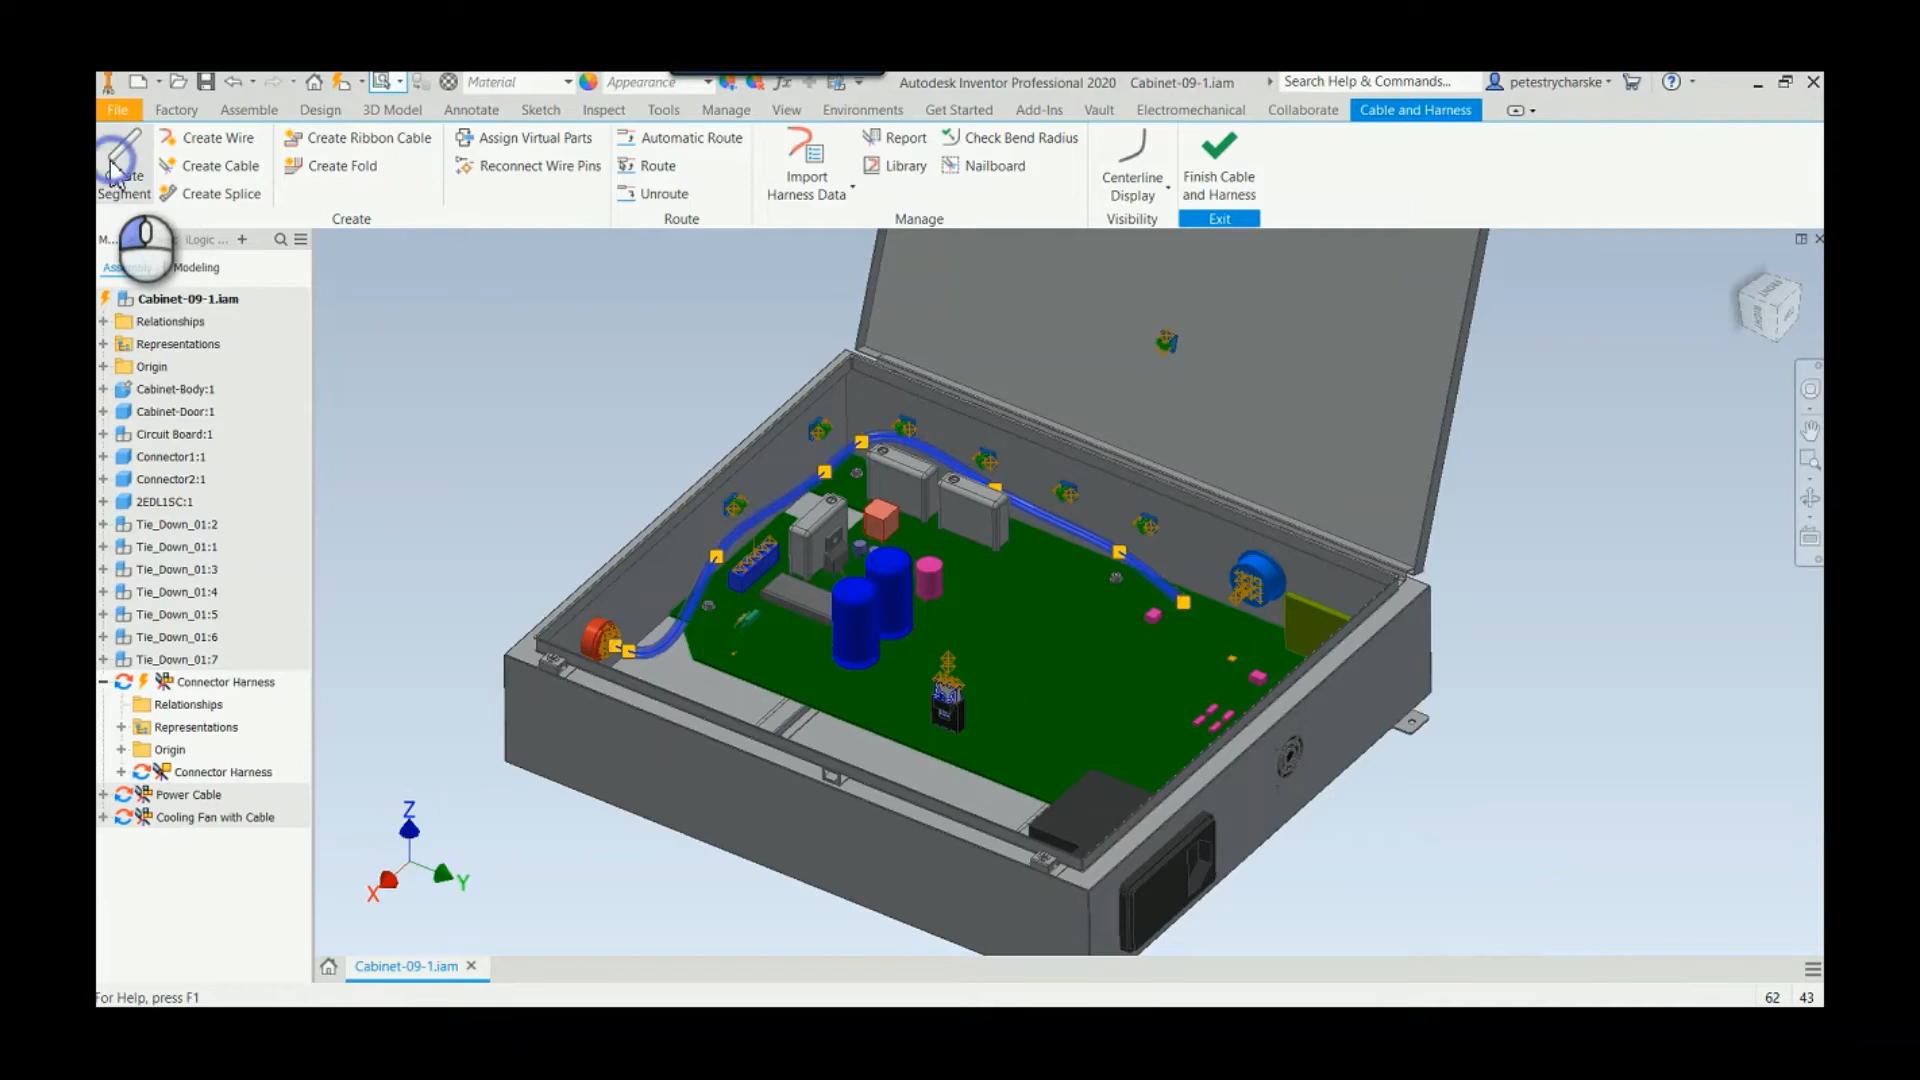 PRO
Material
Appearance
fx
Autodesk Inventor Professional 2020 Cabinet-09-1.iam
Search Help & Commands...
petestrycharske
File Factory Assemble Design 3D Model Annotate Sketch Inspect Tools Manage View Environments Get Started Add-Ins Vault Electromechanical Collaborate Cable and Harness
Segment
Create Wire
Create Cable
Create Splice
Create Ribbon Cable
Create Fold
Create
Assign Virtual Parts
Reconnect Wire Pins
Automatic Route
Route
Unroute
Route
Import
Harness Data
Report
Library
Check Bend Radius
Nailboard
Manage
Centerline
Display
Visibility
Finish Cable
and Harness
Exit
M... iLogic ... +
Modeling
Cabinet-09-1.iam
Relationships
Representations
Origin
Cabinet-Body:1
Cabinet-Door:1
Circuit Board:1
Connector1:1
Connector2:1
2EDL1SC:1
Tie_Down_01:2
Tie_Down_01:1
Tie_Down_01:3
Tie_Down_01:4
Tie_Down_01:5
Tie_Down_01:6
Tie_Down_01:7
Connector Harness
Relationships
Representations
Origin
Connector Harness
Power Cable
Cooling Fan with Cable
FRONT
RIGHT
Z
X
Y
Cabinet-09-1.iam
For Help, press F1
62 43